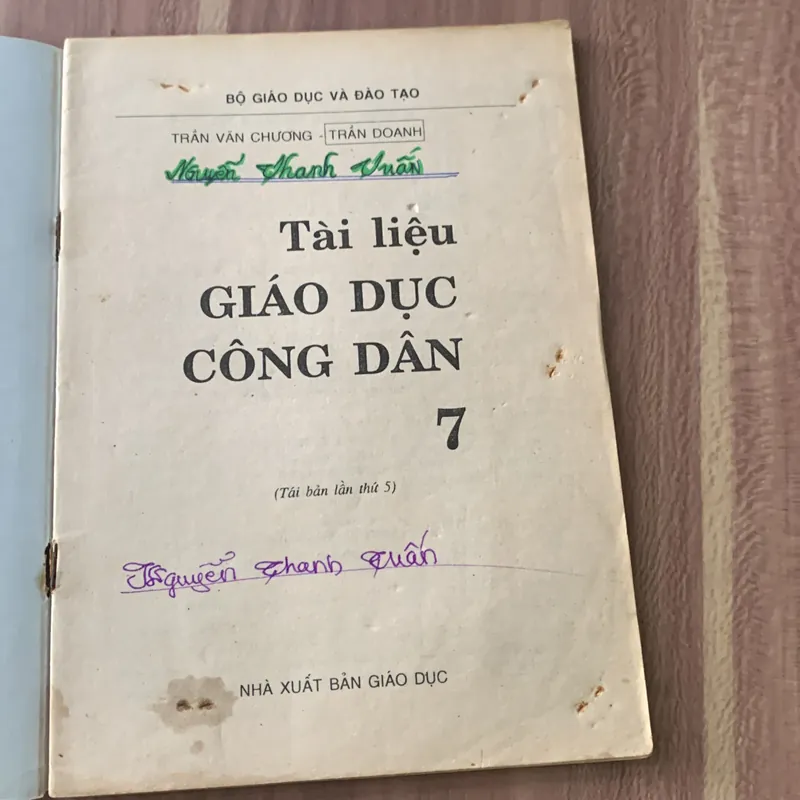 BỘ GIÁO DỤC VÀ ĐÀO TẠO
TRẦN VĂN CHƯƠNG - TRẦN DOANH
Nguyễn Thanh Tuấn
Tài liệu
GIÁO DỤC
CÔNG DÂN
7
(Tái bản lần thứ 5)
Nguyễn Thanh Tuấn
NHÀ XUẤT BẢN GIÁO DỤC